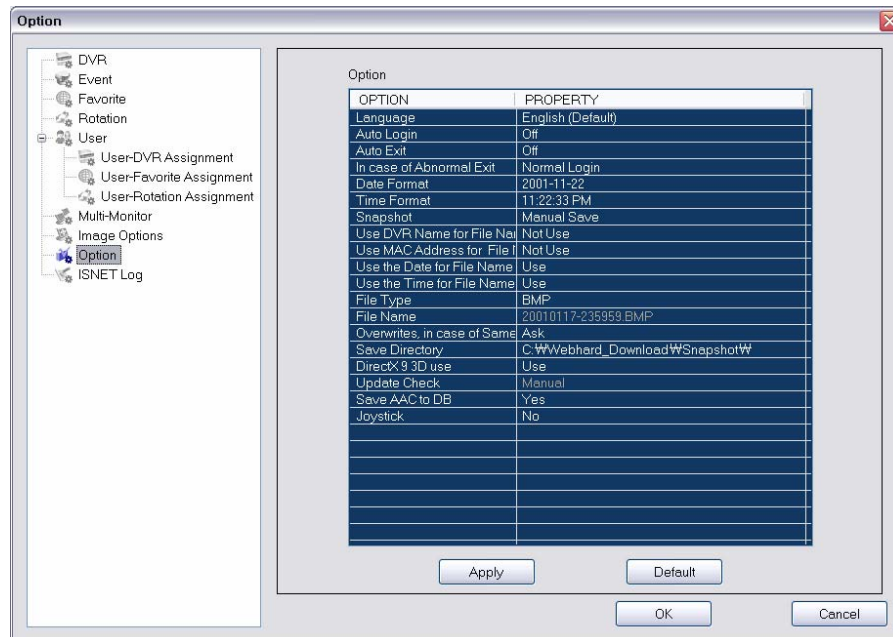 Option
DVR
Event
Favorite
Rotation
User
User-DVR Assignment
User-Favorite Assignment
User-Rotation Assignment
Multi-Monitor
Image Options
Option
ISNET Log
Option
OPTION PROPERTY
Language English (Default)
Auto Login Off
Auto Exit Off
In case of Abnormal Exit Normal Login
Date Format 2001-11-22
Time Format 11:22:33 PM
Snapshot Manual Save
Use DVR Name for File Nar Not Use
Use MAC Address for File N Not Use
Use the Date for File Name Use
Use the Time for File Name Use
File Type BMP
File Name 20010117-235959.BMP
Overwrites, in case of Same Ask
Save Directory C:₩Webhard_Download₩Snapshot₩
DirectX 9 3D use Use
Update Check Manual
Save AAC to DB Yes
Joystick No
Apply Default
OK Cancel